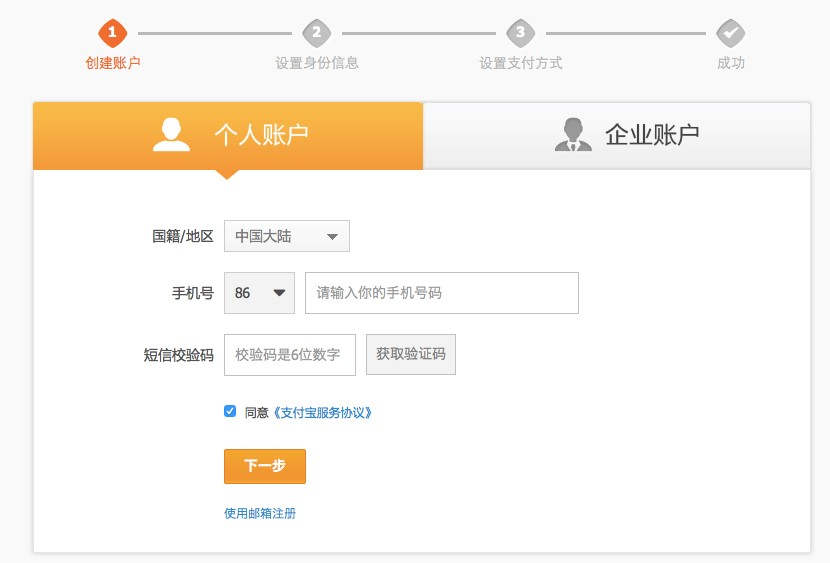 1 2 3
创建账户 设置身份信息 设置支付方式 成功
个人账户 企业账户
国籍/地区 中国大陆
手机号 86 请输入你的手机号码
短信校验码 校验码是6位数字 获取验证码
同意《支付宝服务协议》
下一步
使用邮箱注册